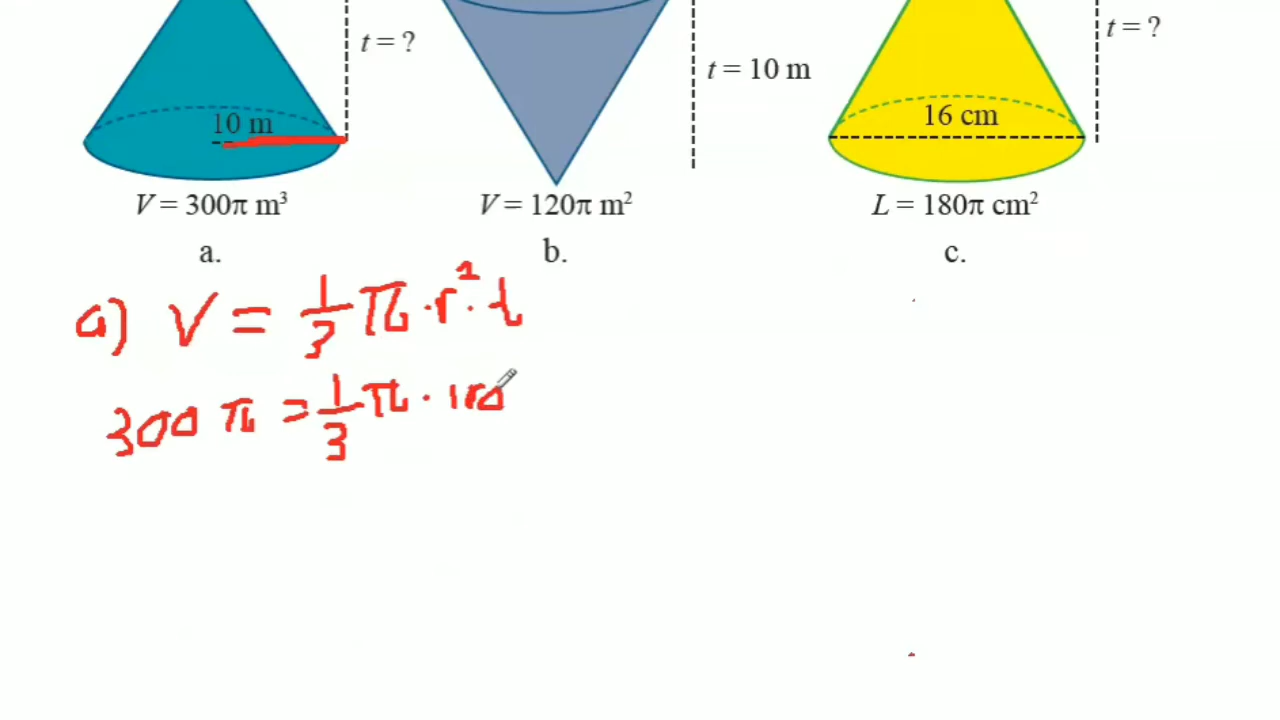 t = ?
t = ?
10 m
t = 10 m
16 cm
V = 300π m³
V = 120π m²
L = 180π cm²
a.
b.
c.
a) V = 1/3 π · r² · t
300 π = 1/3 π · 100